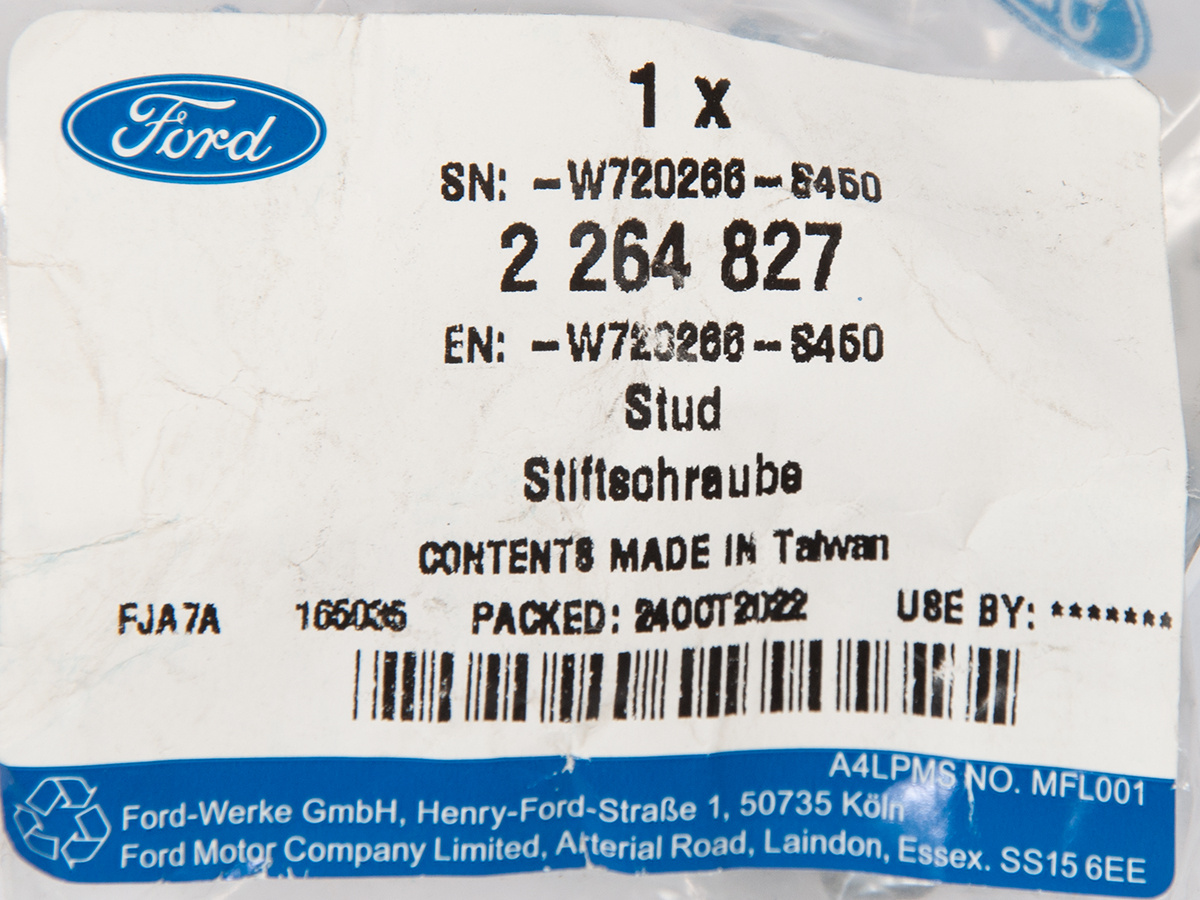 Ford
1 x
SN: -W720266-S450
2 264 827
EN: -W720266-S450
Stud
Stiftschraube
CONTENTS MADE IN Taiwan
FJA7A 165035 PACKED: 24OCT2022 USE BY: *******
A4LPMS NO. MFL001
Ford-Werke GmbH, Henry-Ford-Straße 1, 50735 Köln
Ford Motor Company Limited, Arterial Road, Laindon, Essex. SS15 6EE